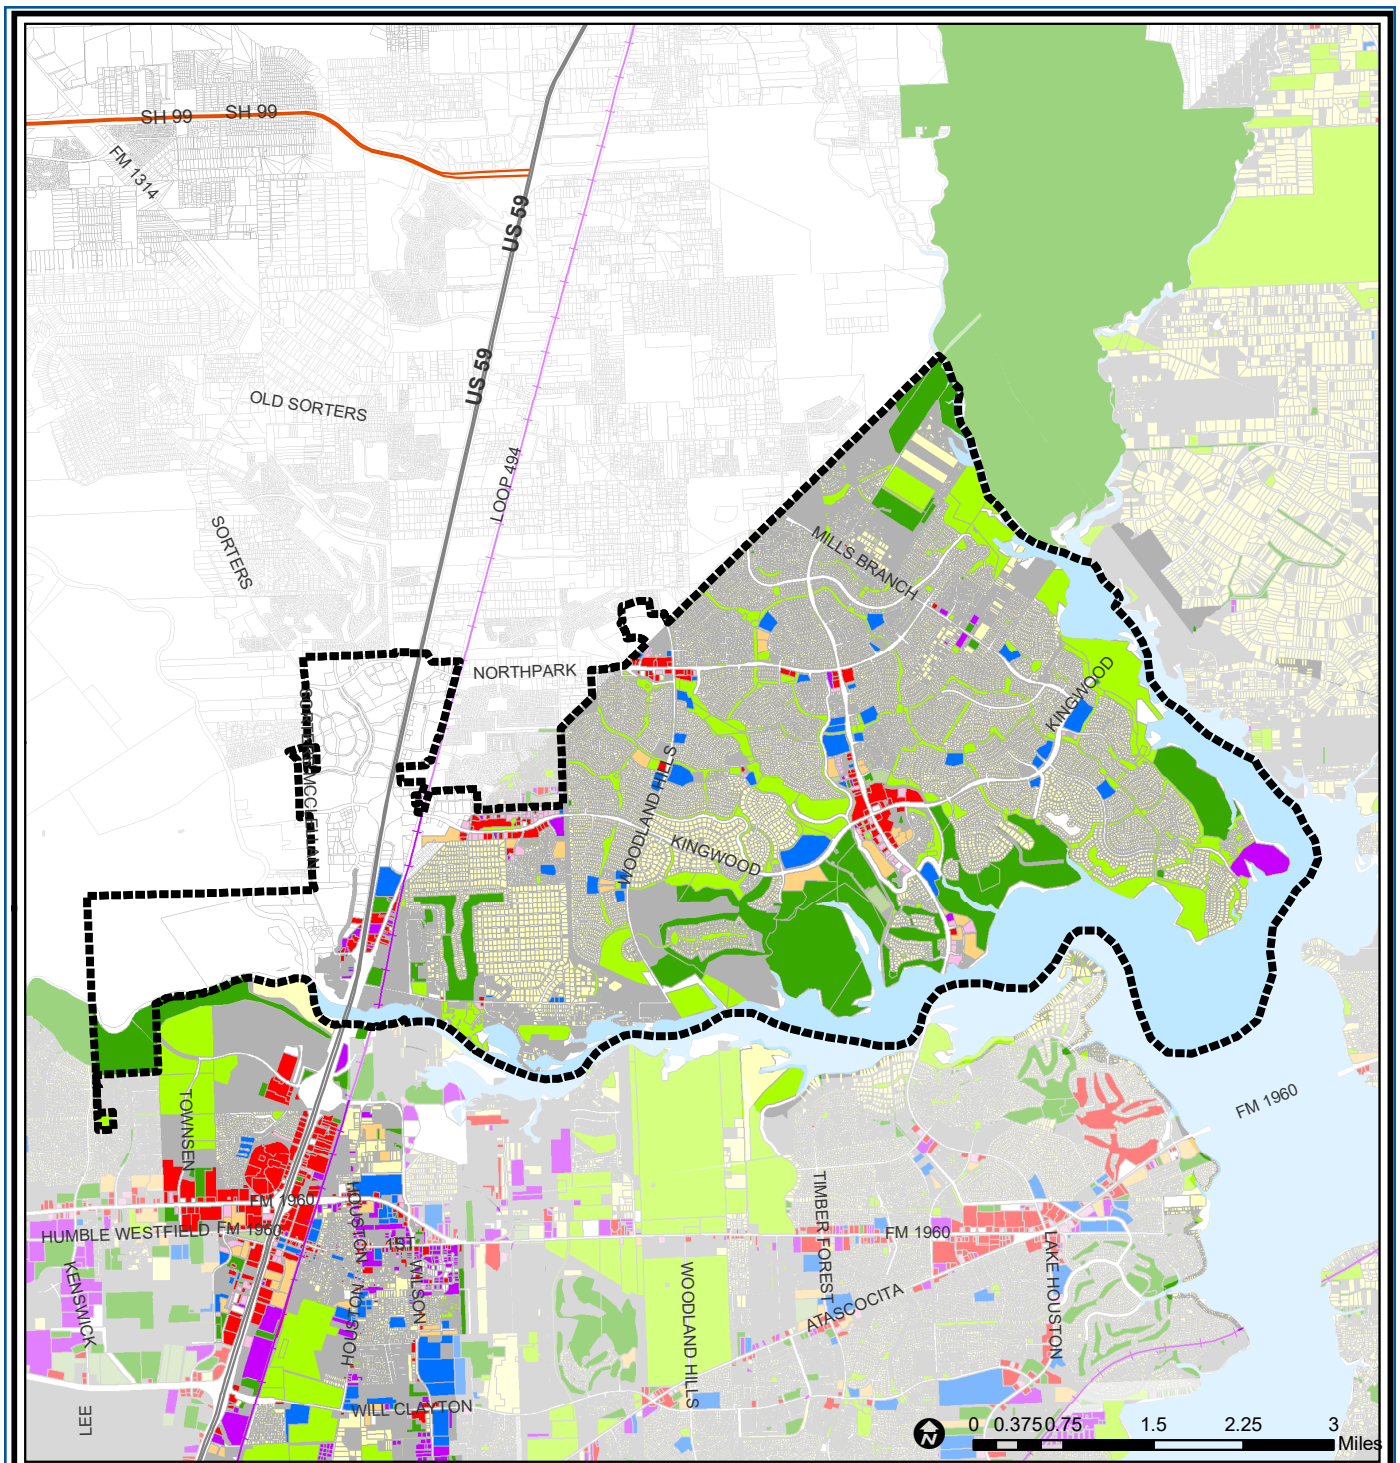 SH 99
SH 99
FM 1314
US 59
US 59
OLD SORTERS
LOOP 494
SORTERS
MILLS BRANCH
NORTHPARK
KINGWOOD
WOODLAND HILLS
KINGWOOD
TOWNSEN
FM 1960
FM 1960
HUMBLE WESTFIELD
FM 1960
HOUSTON
1ST
WILSON
TIMBER FOREST
FM 1960
LAKE HOUSTON
KENSWICK
HOUSTON
WOODLAND HILLS
ATASCOCITA
LEE
WILL CLAYTON
N
0 0.375 0.75 1.5 2.25 3
Miles